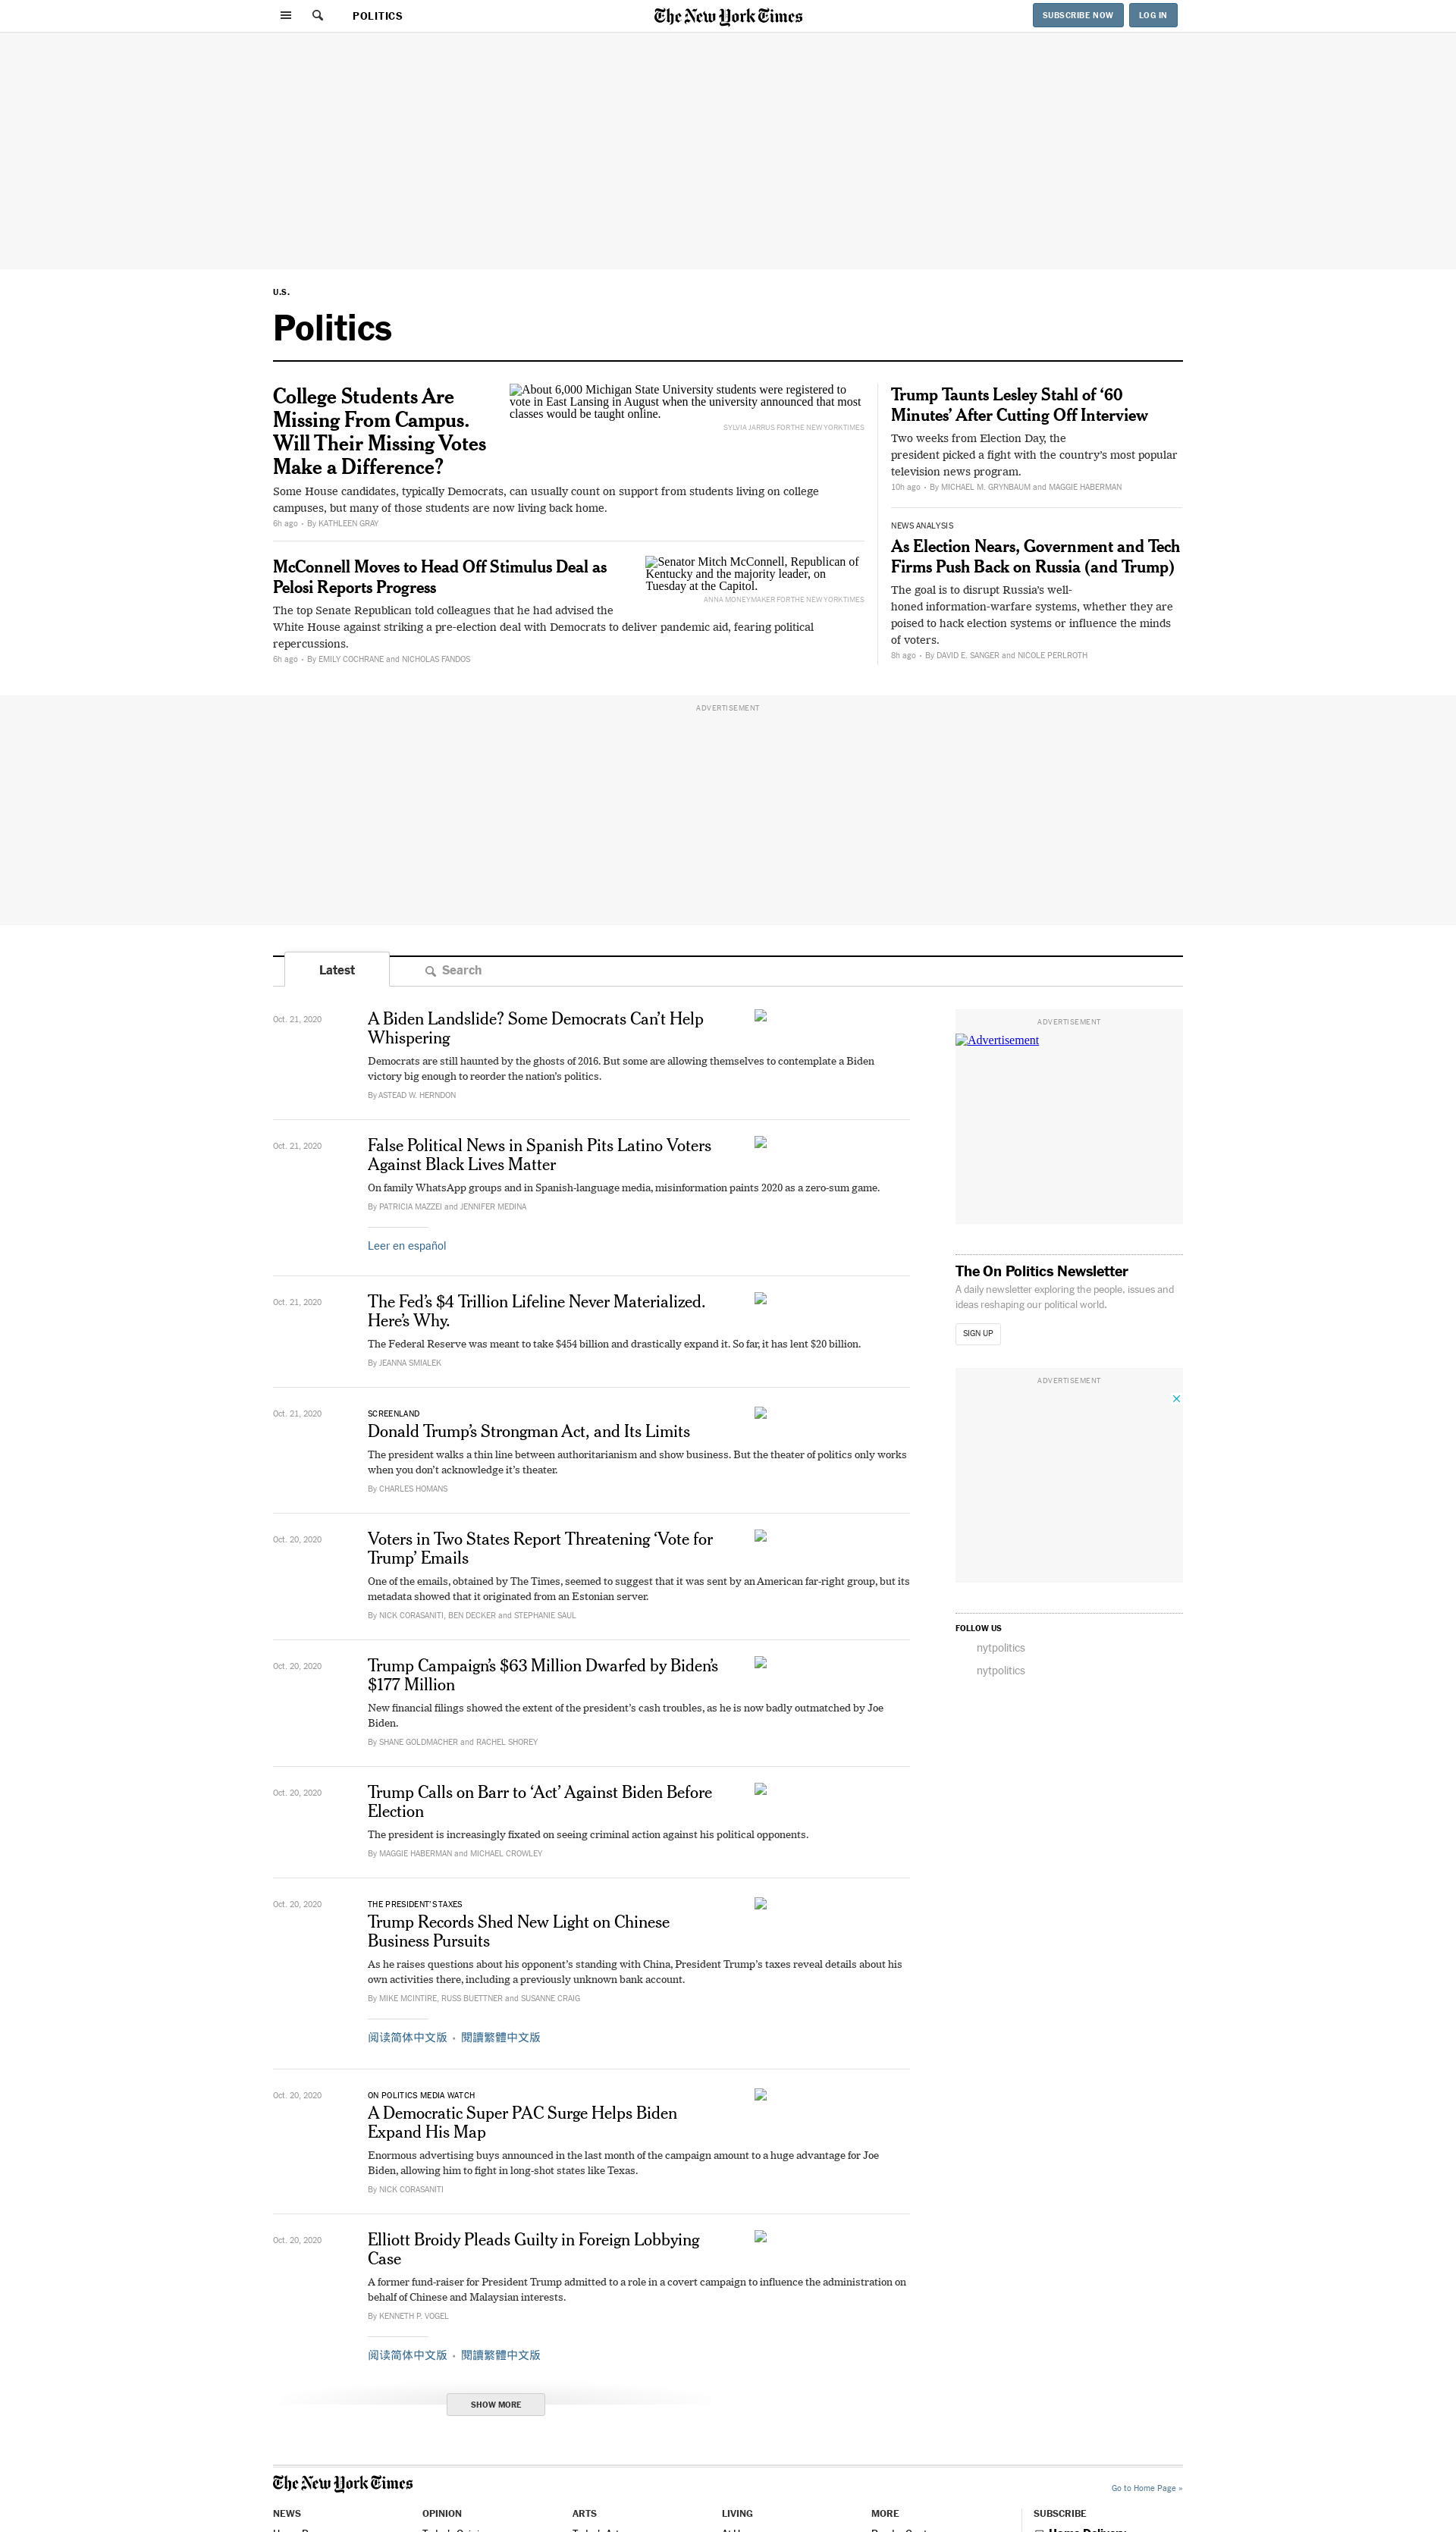 POLITICS
The New York Times
SUBSCRIBE NOW
LOG IN
U.S.
Politics
College Students Are
Missing From Campus.
Will Their Missing Votes
Make a Difference?
About 6,000 Michigan State University students were registered to
vote in East Lansing in August when the university announced that most
classes would be taught online.
SYLVIA JARRUS FOR THE NEW YORK TIMES
Some House candidates, typically Democrats, can usually count on support from students living on college
campuses, but many of those students are now living back home.
6h ago • By KATHLEEN GRAY
McConnell Moves to Head Off Stimulus Deal as
Pelosi Reports Progress
Senator Mitch McConnell, Republican of
Kentucky and the majority leader, on
Tuesday at the Capitol.
ANNA MONEYMAKER FOR THE NEW YORK TIMES
The top Senate Republican told colleagues that he had advised the
White House against striking a pre-election deal with Democrats to deliver pandemic aid, fearing political
repercussions.
6h ago • By EMILY COCHRANE and NICHOLAS FANDOS
Trump Taunts Lesley Stahl of ‘60
Minutes’ After Cutting Off Interview
Two weeks from Election Day, the
president picked a fight with the country’s most popular
television news program.
10h ago • By MICHAEL M. GRYNBAUM and MAGGIE HABERMAN
NEWS ANALYSIS
As Election Nears, Government and Tech
Firms Push Back on Russia (and Trump)
The goal is to disrupt Russia’s well-
honed information-warfare systems, whether they are
poised to hack election systems or influence the minds
of voters.
8h ago • By DAVID E. SANGER and NICOLE PERLROTH
ADVERTISEMENT
Latest
Search
Oct. 21, 2020
A Biden Landslide? Some Democrats Can’t Help
Whispering
Democrats are still haunted by the ghosts of 2016. But some are allowing themselves to contemplate a Biden
victory big enough to reorder the nation’s politics.
By ASTEAD W. HERNDON
Oct. 21, 2020
False Political News in Spanish Pits Latino Voters
Against Black Lives Matter
On family WhatsApp groups and in Spanish-language media, misinformation paints 2020 as a zero-sum game.
By PATRICIA MAZZEI and JENNIFER MEDINA
Leer en español
Oct. 21, 2020
The Fed’s $4 Trillion Lifeline Never Materialized.
Here’s Why.
The Federal Reserve was meant to take $454 billion and drastically expand it. So far, it has lent $20 billion.
By JEANNA SMIALEK
Oct. 21, 2020
SCREENLAND
Donald Trump’s Strongman Act, and Its Limits
The president walks a thin line between authoritarianism and show business. But the theater of politics only works
when you don’t acknowledge it’s theater.
By CHARLES HOMANS
Oct. 20, 2020
Voters in Two States Report Threatening ‘Vote for
Trump’ Emails
One of the emails, obtained by The Times, seemed to suggest that it was sent by an American far-right group, but its
metadata showed that it originated from an Estonian server.
By NICK CORASANITI, BEN DECKER and STEPHANIE SAUL
Oct. 20, 2020
Trump Campaign’s $63 Million Dwarfed by Biden’s
$177 Million
New financial filings showed the extent of the president’s cash troubles, as he is now badly outmatched by Joe
Biden.
By SHANE GOLDMACHER and RACHEL SHOREY
Oct. 20, 2020
Trump Calls on Barr to ‘Act’ Against Biden Before
Election
The president is increasingly fixated on seeing criminal action against his political opponents.
By MAGGIE HABERMAN and MICHAEL CROWLEY
Oct. 20, 2020
THE PRESIDENT’S TAXES
Trump Records Shed New Light on Chinese
Business Pursuits
As he raises questions about his opponent’s standing with China, President Trump’s taxes reveal details about his
own activities there, including a previously unknown bank account.
By MIKE MCINTIRE, RUSS BUETTNER and SUSANNE CRAIG
阅读简体中文版 • 閱讀繁體中文版
Oct. 20, 2020
ON POLITICS MEDIA WATCH
A Democratic Super PAC Surge Helps Biden
Expand His Map
Enormous advertising buys announced in the last month of the campaign amount to a huge advantage for Joe
Biden, allowing him to fight in long-shot states like Texas.
By NICK CORASANITI
Oct. 20, 2020
Elliott Broidy Pleads Guilty in Foreign Lobbying
Case
A former fund-raiser for President Trump admitted to a role in a covert campaign to influence the administration on
behalf of Chinese and Malaysian interests.
By KENNETH P. VOGEL
阅读简体中文版 • 閱讀繁體中文版
SHOW MORE
ADVERTISEMENT
Advertisement
The On Politics Newsletter
A daily newsletter exploring the people, issues and
ideas reshaping our political world.
SIGN UP
ADVERTISEMENT
FOLLOW US
nytpolitics
nytpolitics
The New York Times
Go to Home Page »
NEWS
OPINION
ARTS
LIVING
MORE
SUBSCRIBE